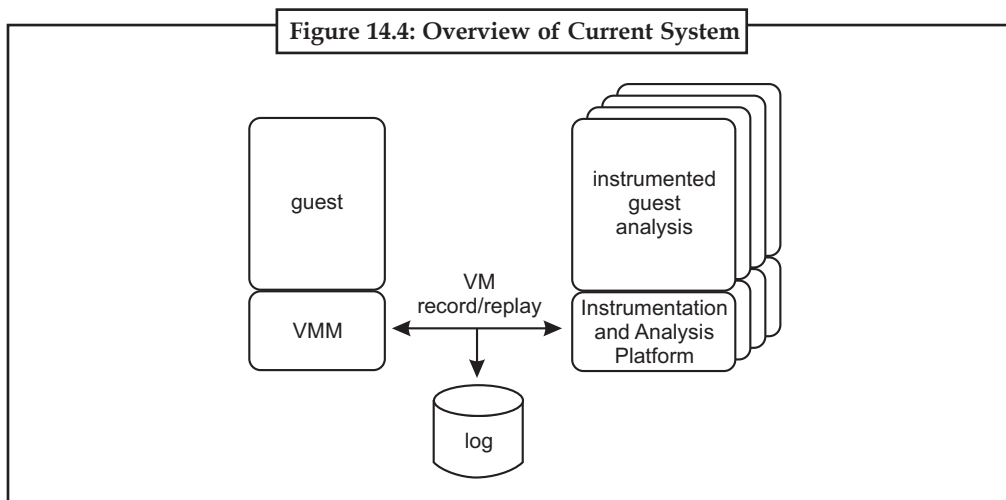 Figure 14.4: Overview of Current System
guest
VMM
VM
record/replay
log
instrumented
guest
analysis
Instrumentation
and Analysis
Platform